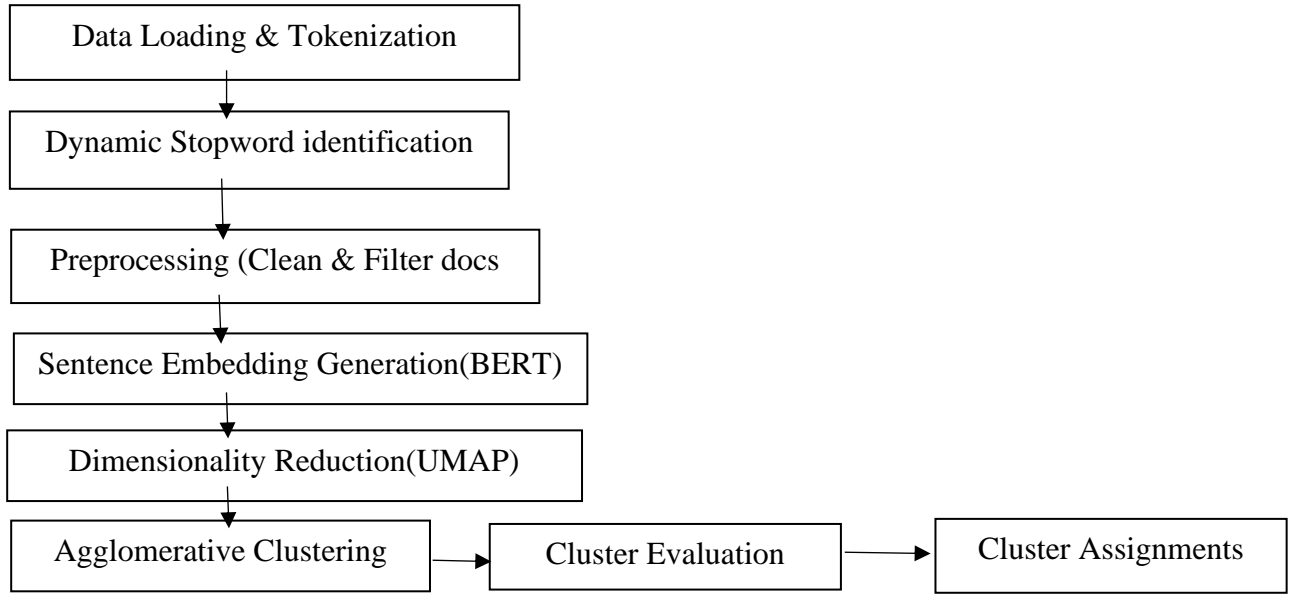 Data Loading & Tokenization
Dynamic Stopword identification
Preprocessing (Clean & Filter docs
Sentence Embedding Generation(BERT)
Dimensionality Reduction(UMAP)
Agglomerative Clustering
Cluster Evaluation
Cluster Assignments